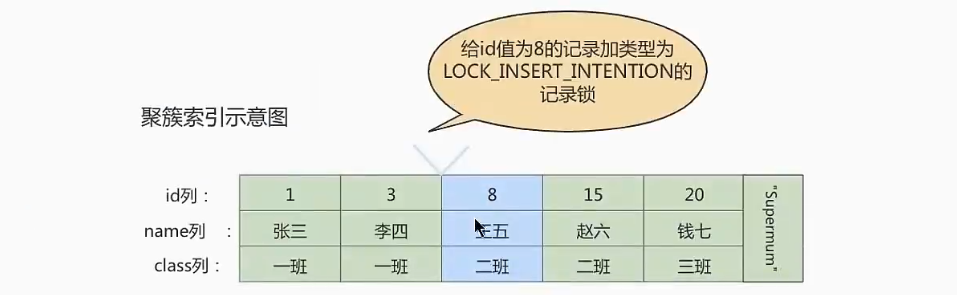 给id值为8的记录加类型为
LOCK_INSERT_INTENTION的
记录锁
聚簇索引示意图
id列： 1 3 8 15 20 "Supermum"
name列 ： 张三 李四 王五 赵六 钱七
class列： 一班 一班 二班 二班 三班